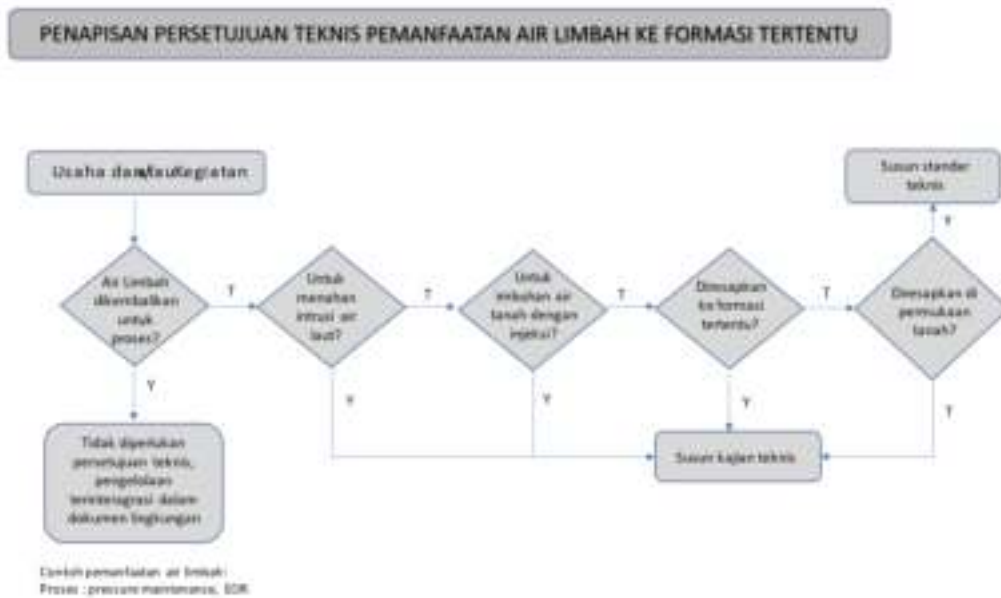 PENAPISAN PERSETUJUAN TEKNIS PEMANFAATAN AIR LIMBAH KE FORMASI TERTENTU
Usaha dan/atauKegiatan
Susun standar
teknis
Y
Air Limbah
dikembalikan
untuk
proses?
T
Untuk
menahan
intrusi air
laut?
T
Untuk
imbuhan air
tanah dengan
injeksi?
T
Diresapkan
ke formasi
tertentu?
T
Diresapkan di
permukaan
tanah?
Y
Y
Y
Y
T
Tidak diperlukan
persetujuan teknis,
pengelolaan
terinteragrasi dalam
dokumen lingkungan
Susun kajian teknis
Contoh pemanfaatan air limbah:
Proses : pressure maintenance, EOR